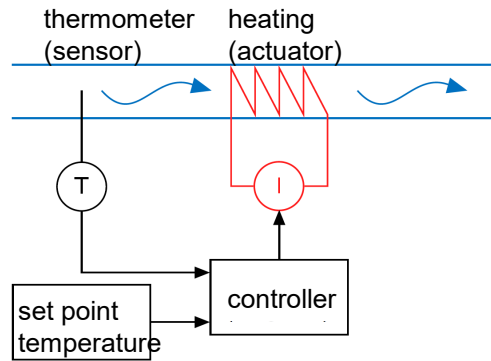 thermometer
(sensor)
heating
(actuator)
T
I
controller
set point
temperature